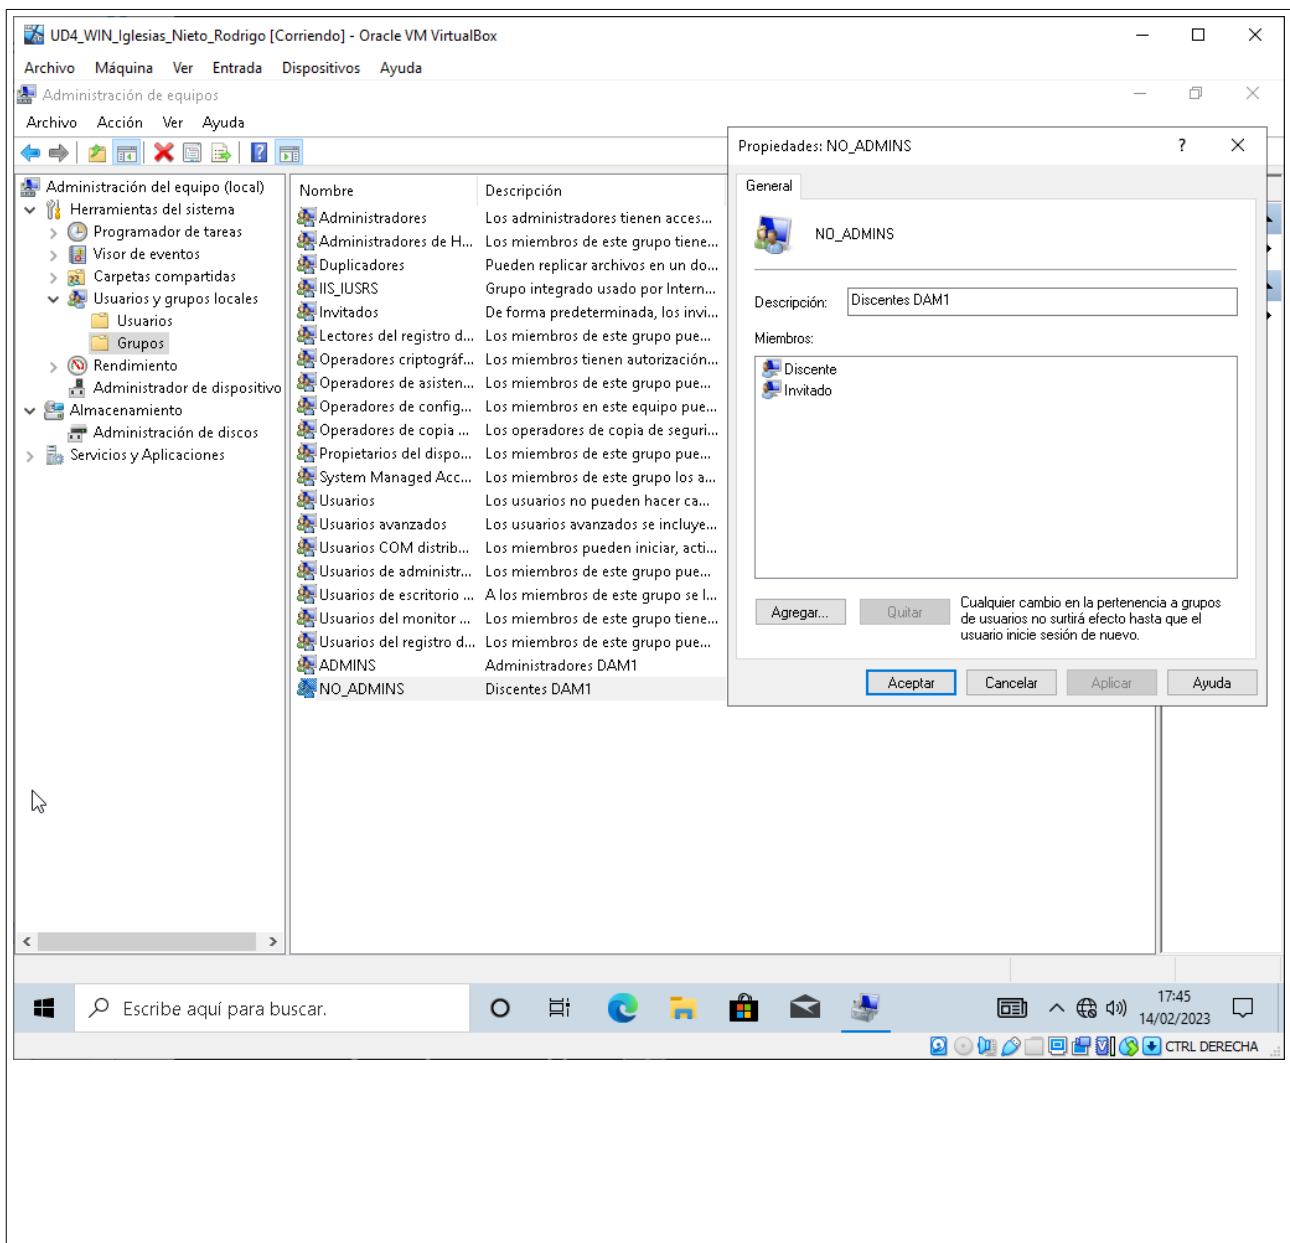 UD4_WIN_Iglesias_Nieto_Rodrigo [Corriendo] - Oracle VM VirtualBox
Archivo Máquina Ver Entrada Dispositivos Ayuda
Administración de equipos
Archivo Acción Ver Ayuda
Administración del equipo (local)
Herramientas del sistema
Programador de tareas
Visor de eventos
Carpetas compartidas
Usuarios y grupos locales
Usuarios
Grupos
Rendimiento
Administrador de dispositivo
Almacenamiento
Administración de discos
Servicios y Aplicaciones
Nombre Descripción
Administradores Los administradores tienen acces...
Administradores de H... Los miembros de este grupo tiene...
Duplicadores Pueden replicar archivos en un do...
IIS_IUSRS Grupo integrado usado por Intern...
Invitados De forma predeterminada, los invi...
Lectores del registro d... Los miembros de este grupo pue...
Operadores criptográf... Los miembros tienen autorización...
Operadores de asisten... Los miembros de este grupo pue...
Operadores de config... Los miembros en este equipo pue...
Operadores de copia ... Los operadores de copia de seguri...
Propietarios del dispo... Los miembros de este grupo pue...
System Managed Acc... Los miembros de este grupo los a...
Usuarios Los usuarios no pueden hacer ca...
Usuarios avanzados Los usuarios avanzados se incluye...
Usuarios COM distrib... Los miembros pueden iniciar, acti...
Usuarios de administr... Los miembros de este grupo pue...
Usuarios de escritorio ... A los miembros de este grupo se l...
Usuarios del monitor ... Los miembros de este grupo tiene...
Usuarios del registro d... Los miembros de este grupo pue...
ADMINS Administradores DAM1
NO_ADMINS Discentes DAM1
Propiedades: NO_ADMINS ?
General
NO_ADMINS
Descripción: Discentes DAM1
Miembros:
Discente
Invitado
Agregar... Quitar
Cualquier cambio en la pertenencia a grupos
de usuarios no surtirá efecto hasta que el
usuario inicie sesión de nuevo.
Aceptar Cancelar Aplicar Ayuda
Escribe aquí para buscar.
17:45
14/02/2023
CTRL DERECHA